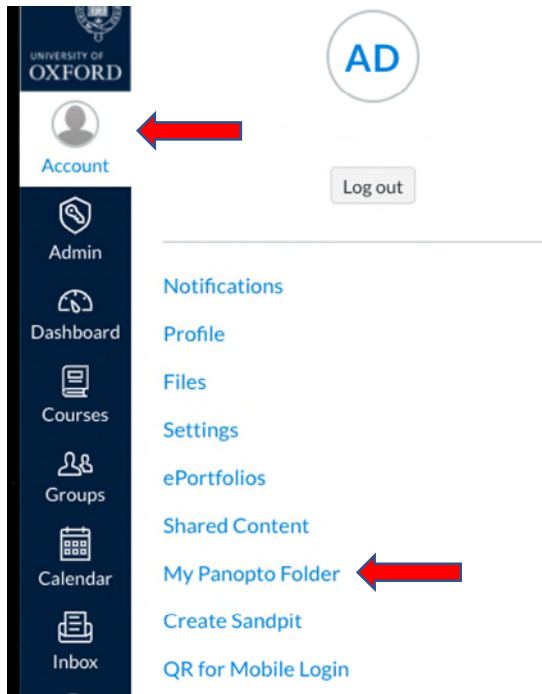 UNIVERSITY OF
OXFORD
Account
Admin
Dashboard
Courses
Groups
Calendar
Inbox
AD
Log out
Notifications
Profile
Files
Settings
ePortfolios
Shared Content
My Panopto Folder
Create Sandpit
QR for Mobile Login